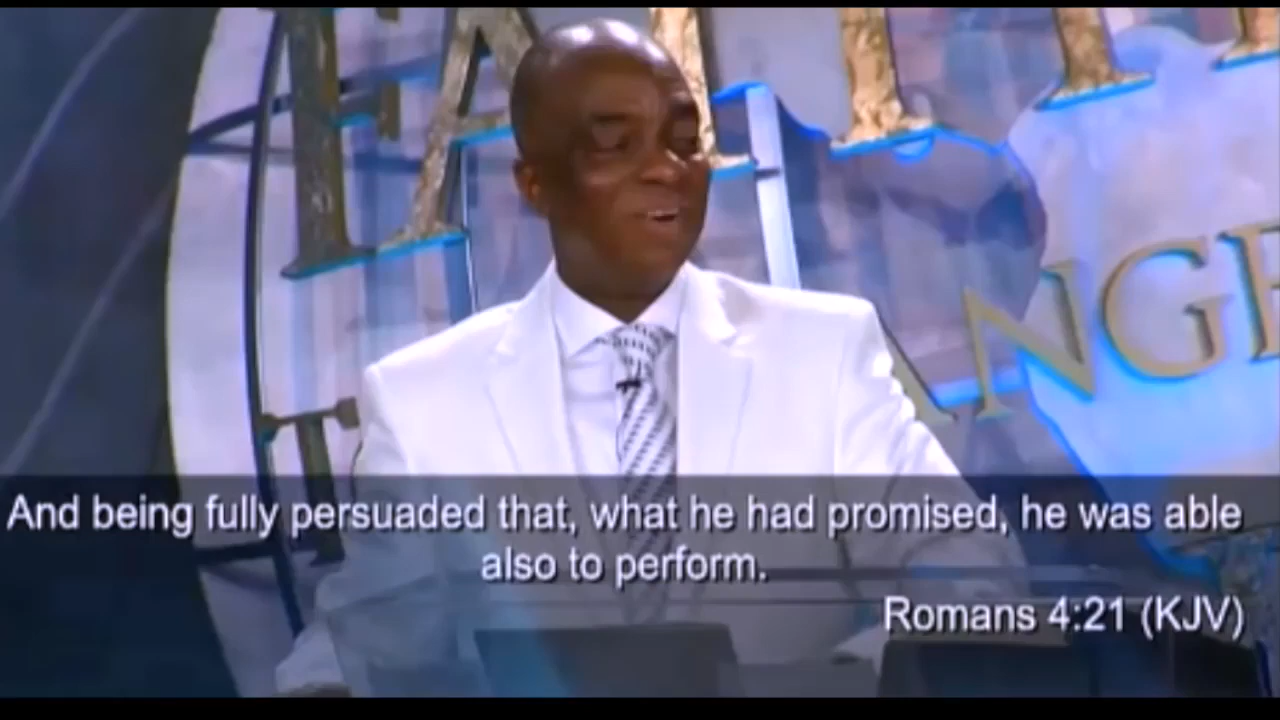 NGE
And being fully persuaded that, what he had promised, he was able
also to perform.
Romans 4:21 (KJV)